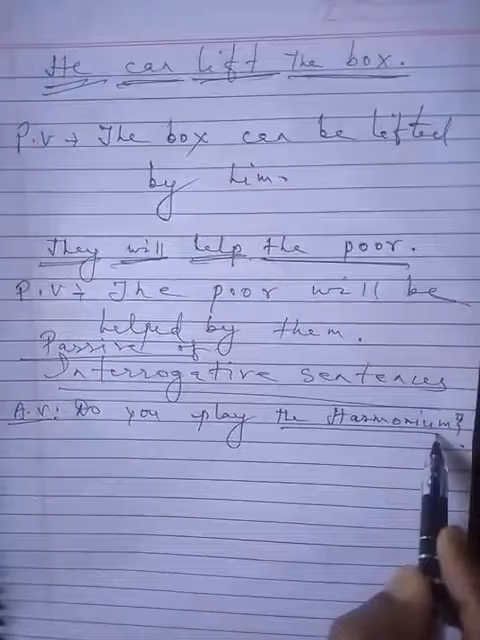 He can lift the box.
P.V → The box can be lifted
by him.
They will help the poor.
P.V → The poor will be
helped by them.
Passive of
Interrogative sentences
A.V: Do you play the Harmonium?